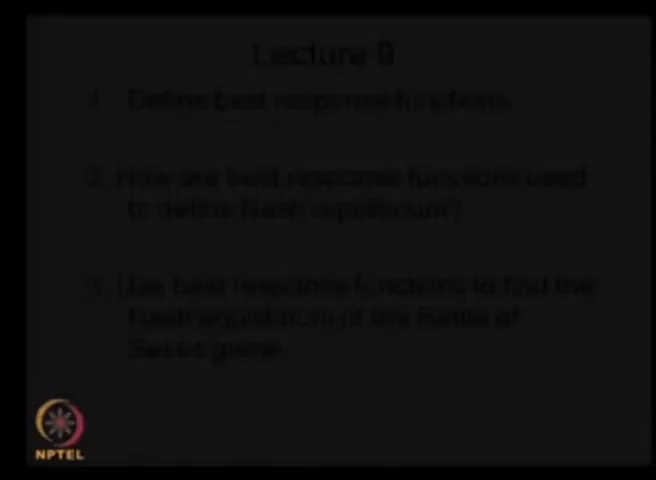 Lecture 9
1. Define best response functions.
2. How are best response functions used
to define Nash equilibrium?
3. Use best response functions to find the
Nash equilibrium of the Battle of
Sexes game.
NPTEL